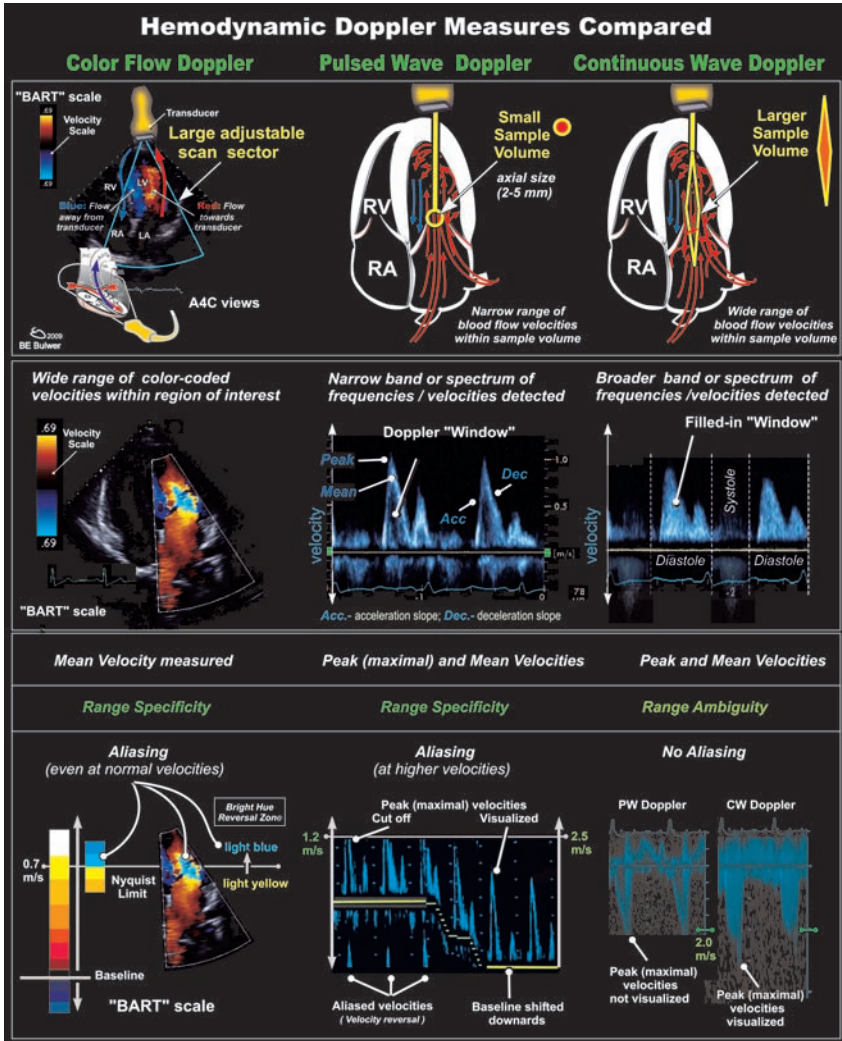 Hemodynamic Doppler Measures Compared
Color Flow Doppler
Pulsed Wave Doppler
Continuous Wave Doppler
"BART" scale
.69
Velocity
Scale
.69
Transducer
Large adjustable
scan sector
RV
LV
Blue: Flow
away from
transducer
Red: Flow
towards
transducer
RA
LA
A4C views
2009
BE Bulwer
Small
Sample
Volume
axial size
(2-5 mm)
RV
RA
Narrow range of
blood flow velocities
within sample volume
Larger
Sample
Volume
RV
RA
Wide range of
blood flow velocities
within sample volume
Wide range of color-coded
velocities within region of interest
.69
Velocity
Scale
.69
"BART" scale
Narrow band or spectrum of
frequencies / velocities detected
Doppler "Window"
Peak
Mean
Acc
Dec
1.0
0.5
[m/s]
velocity
-1
0
78
Acc.- acceleration slope; Dec.- deceleration slope
Broader band or spectrum of
frequencies /velocities detected
Filled-in "Window"
velocity
Systole
Diastole
Diastole
-2
Mean Velocity measured
Peak (maximal) and Mean Velocities
Peak and Mean Velocities
Range Specificity
Range Specificity
Range Ambiguity
Aliasing
(even at normal velocities)
Bright Hue
Reversal Zone
light blue
light yellow
0.7
m/s
Nyquist
Limit
Baseline
"BART" scale
Aliasing
(at higher velocities)
Peak (maximal) velocities
Cut off
Visualized
1.2
m/s
2.5
m/s
Aliased velocities
( Velocity reversal )
Baseline shifted
downards
No Aliasing
PW Doppler
CW Doppler
2.0
m/s
Peak (maximal)
velocities
not visualized
Peak (maximal)
velocities
visualized